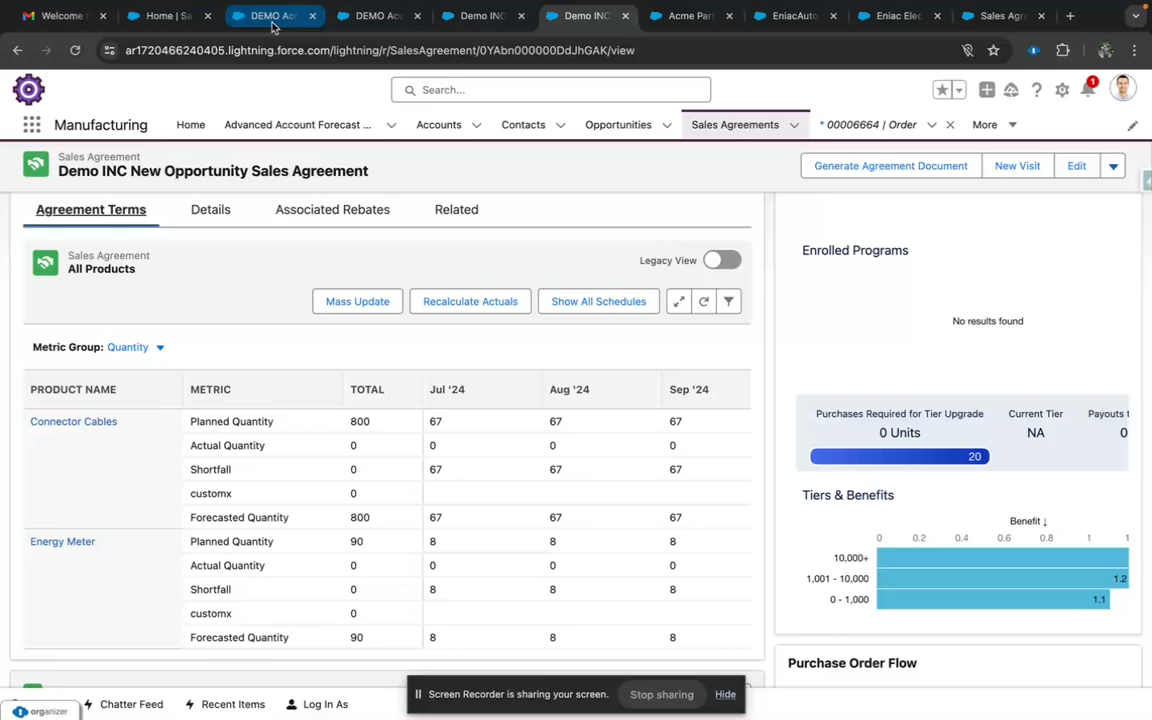 Welcome
Home | Sa
DEMO Acc
DEMO Acc
Demo INC
Demo INC
Acme Part
EniacAuto
Eniac Elec
Sales Agre
ar1720466240405.lightning.force.com/lightning/r/SalesAgreement/0YAbn000000DdJhGAK/view
Search...
1
Manufacturing
Home
Advanced Account Forecast ...
Accounts
Contacts
Opportunities
Sales Agreements
* 00006664 | Order
More
Sales Agreement
Demo INC New Opportunity Sales Agreement
Generate Agreement Document
New Visit
Edit
Agreement Terms
Details
Associated Rebates
Related
Sales Agreement
All Products
Legacy View
Mass Update
Recalculate Actuals
Show All Schedules
Metric Group: Quantity
PRODUCT NAME METRIC TOTAL Jul '24 Aug '24 Sep '24
Connector Cables Planned Quantity 800 67 67 67
Actual Quantity 0 0 0 0
Shortfall 0 67 67 67
customx 0
Forecasted Quantity 800 67 67 67
Energy Meter Planned Quantity 90 8 8 8
Actual Quantity 0 0 0 0
Shortfall 0 8 8 8
customx 0
Forecasted Quantity 90 8 8 8
Enrolled Programs
No results found
Purchases Required for Tier Upgrade Current Tier Payouts
0 Units NA 0
20
Tiers & Benefits
Benefit ↓
0 0.2 0.4 0.6 0.8 1 1
10,000+
1,001 - 10,000 1.2
0 - 1,000 1.1
Purchase Order Flow
Screen Recorder is sharing your screen.
Stop sharing
Hide
Chatter Feed
Recent Items
Log In As
organizer